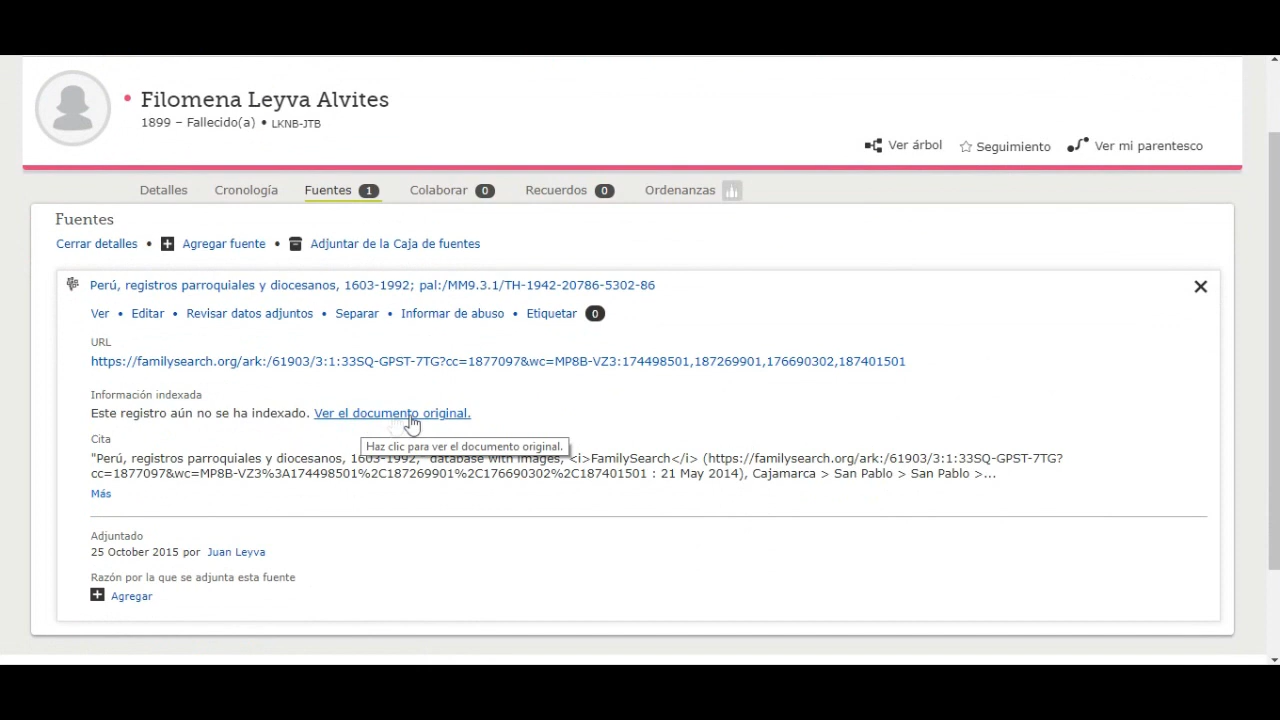 Filomena Leyva Alvites
1899 – Fallecido(a) • LKNB-JTB
Ver árbol Seguimiento Ver mi parentesco
Detalles Cronología Fuentes 1 Colaborar 0 Recuerdos 0 Ordenanzas
Fuentes
Cerrar detalles • Agregar fuente • Adjuntar de la Caja de fuentes
Perú, registros parroquiales y diocesanos, 1603-1992; pal:/MM9.3.1/TH-1942-20786-5302-86
Ver • Editar • Revisar datos adjuntos • Separar • Informar de abuso • Etiquetar 0
URL
https://familysearch.org/ark:/61903/3:1:33SQ-GPST-7TG?cc=1877097&wc=MP8B-VZ3:174498501,187269901,176690302,187401501
Información indexada
Este registro aún no se ha indexado. Ver el documento original.
Haz clic para ver el documento original.
Cita
"Perú, registros parroquiales y diocesanos, 1603-1992," database with images, <i>FamilySearch</i> (https://familysearch.org/ark:/61903/3:1:33SQ-GPST-7TG?
cc=1877097&wc=MP8B-VZ3%3A174498501%2C187269901%2C176690302%2C187401501 : 21 May 2014), Cajamarca > San Pablo > San Pablo >...
Más
Adjuntado
25 October 2015 por Juan Leyva
Razón por la que se adjunta esta fuente
Agregar